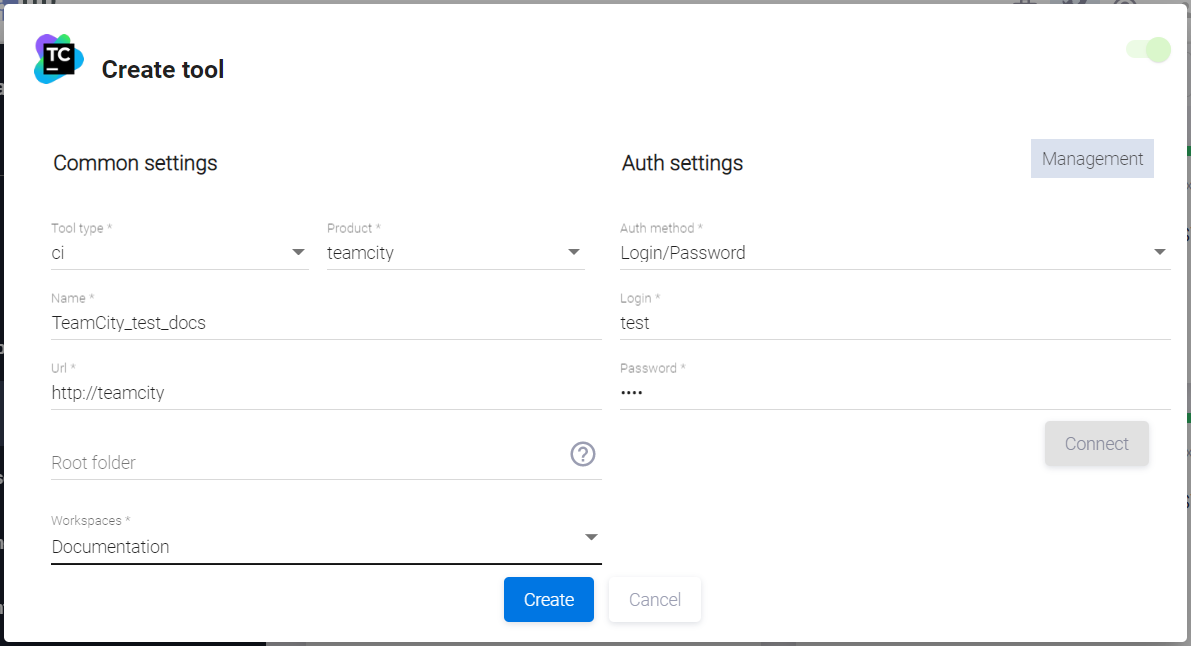 TC
Create tool
Common settings
Tool type *
ci
Product *
teamcity
Name *
TeamCity_test_docs
Url *
http://teamcity
Root folder
Workspaces *
Documentation
Auth settings
Management
Auth method *
Login/Password
Login *
test
Password *
••••
Connect
Create
Cancel